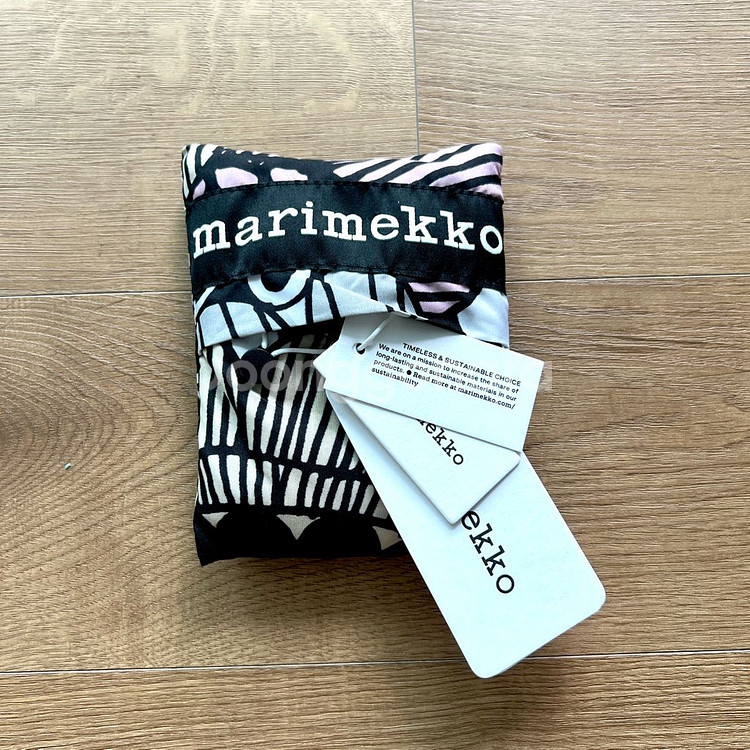 marimekko
TIMELESS & SUSTAINABLE CHOICE
We are on a mission to increase the share of
long-lasting and sustainable materials in our
products. ● Read more at marimekko.com/
sustainability
mekko
ekko